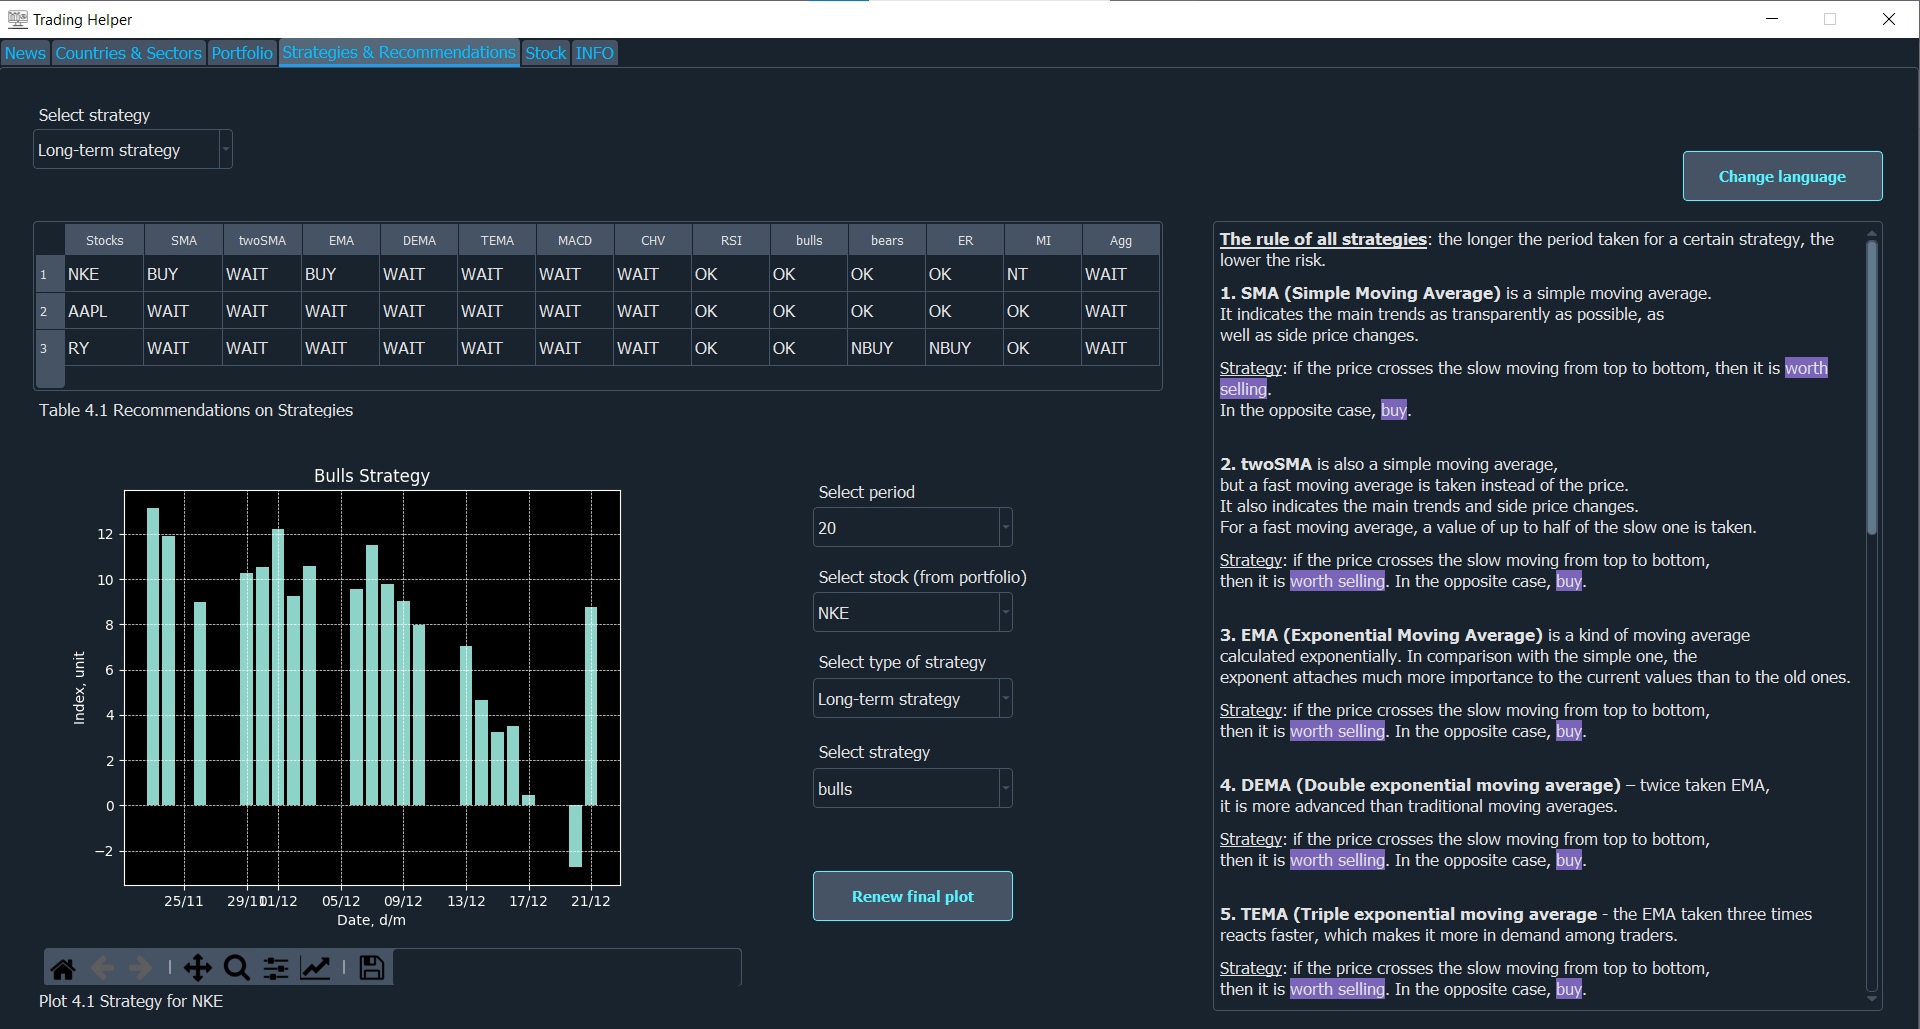 Trading Helper
News Countries & Sectors Portfolio Strategies & Recommendations Stock INFO
Select strategy
Long-term strategy
Change language
Stocks SMA twoSMA EMA DEMA TEMA MACD CHV RSI bulls bears ER MI Agg
1 NKE BUY WAIT BUY WAIT WAIT WAIT WAIT OK OK OK OK NT WAIT
2 AAPL WAIT WAIT WAIT WAIT WAIT WAIT WAIT OK OK OK OK OK WAIT
3 RY WAIT WAIT WAIT WAIT WAIT WAIT WAIT OK OK NBUY NBUY OK WAIT
Table 4.1 Recommendations on Strategies
Bulls Strategy
12
10
8
6
4
2
0
−2
Index, unit
25/11 29/11 01/12 05/12 09/12 13/12 17/12 21/12
Date, d/m
Plot 4.1 Strategy for NKE
Select period
20
Select stock (from portfolio)
NKE
Select type of strategy
Long-term strategy
Select strategy
bulls
Renew final plot
The rule of all strategies: the longer the period taken for a certain strategy, the
lower the risk.
1. SMA (Simple Moving Average) is a simple moving average.
It indicates the main trends as transparently as possible, as
well as side price changes.
Strategy: if the price crosses the slow moving from top to bottom, then it is worth
selling.
In the opposite case, buy.
2. twoSMA is also a simple moving average,
but a fast moving average is taken instead of the price.
It also indicates the main trends and side price changes.
For a fast moving average, a value of up to half of the slow one is taken.
Strategy: if the price crosses the slow moving from top to bottom,
then it is worth selling. In the opposite case, buy.
3. EMA (Exponential Moving Average) is a kind of moving average
calculated exponentially. In comparison with the simple one, the
exponent attaches much more importance to the current values than to the old ones.
Strategy: if the price crosses the slow moving from top to bottom,
then it is worth selling. In the opposite case, buy.
4. DEMA (Double exponential moving average) – twice taken EMA,
it is more advanced than traditional moving averages.
Strategy: if the price crosses the slow moving from top to bottom,
then it is worth selling. In the opposite case, buy.
5. TEMA (Triple exponential moving average - the EMA taken three times
reacts faster, which makes it more in demand among traders.
Strategy: if the price crosses the slow moving from top to bottom,
then it is worth selling. In the opposite case, buy.